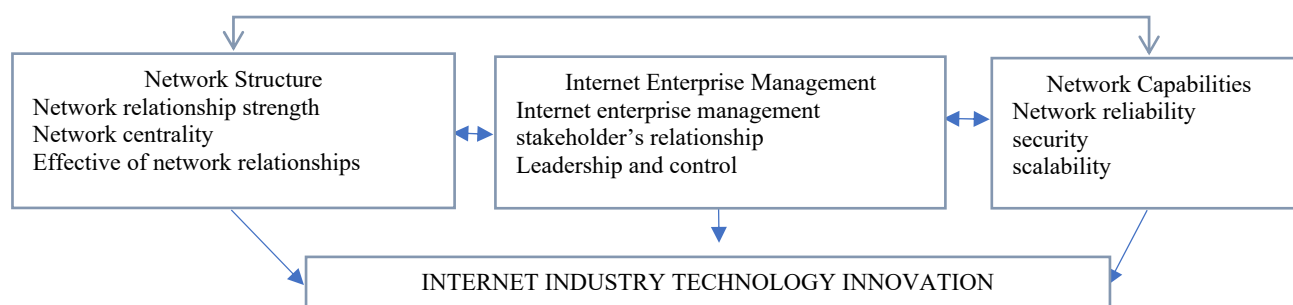 Network Structure
Network relationship strength
Network centrality
Effective of network relationships
Internet Enterprise Management
Internet enterprise management
stakeholder’s relationship
Leadership and control
Network Capabilities
Network reliability
security
scalability
INTERNET INDUSTRY TECHNOLOGY INNOVATION